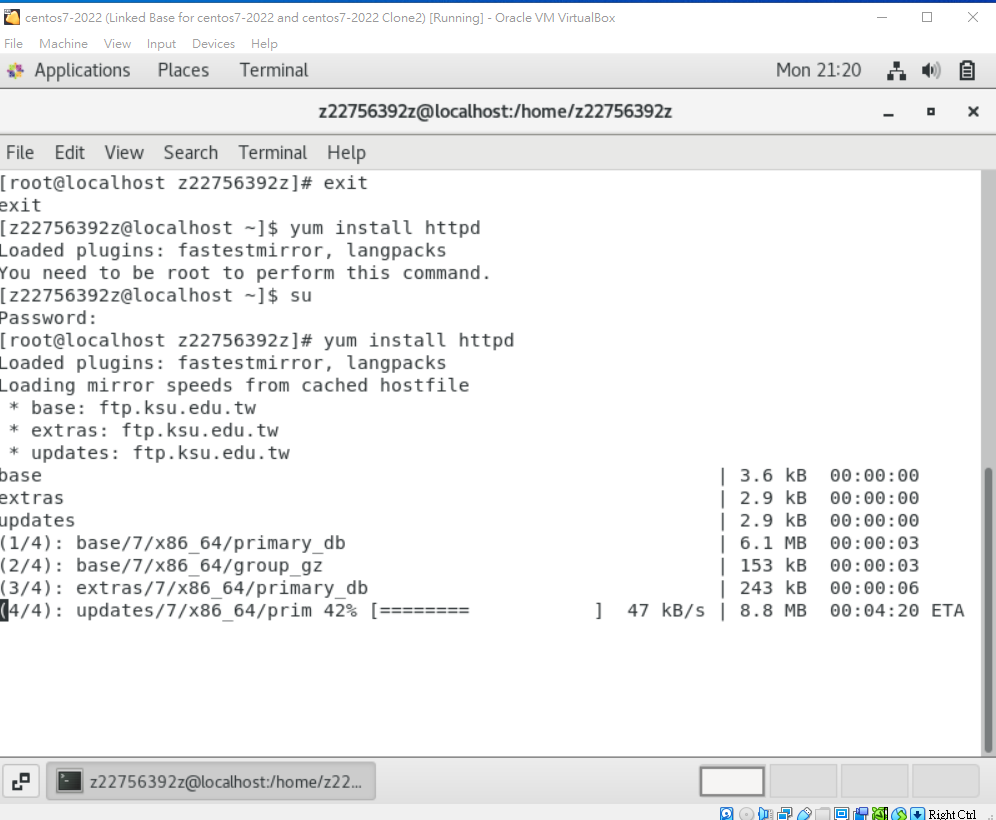 centos7-2022 (Linked Base for centos7-2022 and centos7-2022 Clone2) [Running] - Oracle VM VirtualBox
File Machine View Input Devices Help
Applications Places Terminal Mon 21:20
z22756392z@localhost:/home/z22756392z
File Edit View Search Terminal Help
[root@localhost z22756392z]# exit
exit
[z22756392z@localhost ~]$ yum install httpd
Loaded plugins: fastestmirror, langpacks
You need to be root to perform this command.
[z22756392z@localhost ~]$ su
Password:
[root@localhost z22756392z]# yum install httpd
Loaded plugins: fastestmirror, langpacks
Loading mirror speeds from cached hostfile
 * base: ftp.ksu.edu.tw
 * extras: ftp.ksu.edu.tw
 * updates: ftp.ksu.edu.tw
base | 3.6 kB 00:00:00
extras | 2.9 kB 00:00:00
updates | 2.9 kB 00:00:00
(1/4): base/7/x86_64/primary_db | 6.1 MB 00:00:03
(2/4): base/7/x86_64/group_gz | 153 kB 00:00:03
(3/4): extras/7/x86_64/primary_db | 243 kB 00:00:06
(4/4): updates/7/x86_64/prim 42% [======== ] 47 kB/s | 8.8 MB 00:04:20 ETA
z22756392z@localhost:/home/z22...
Right Ctrl